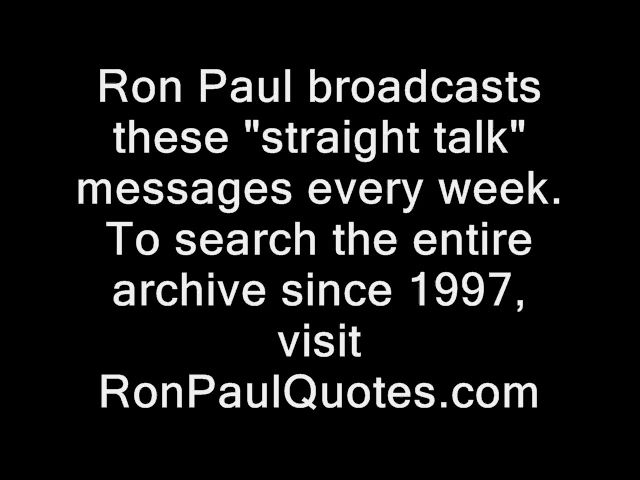 Ron Paul broadcasts
these "straight talk"
messages every week.
To search the entire
archive since 1997,
visit
RonPaulQuotes.com